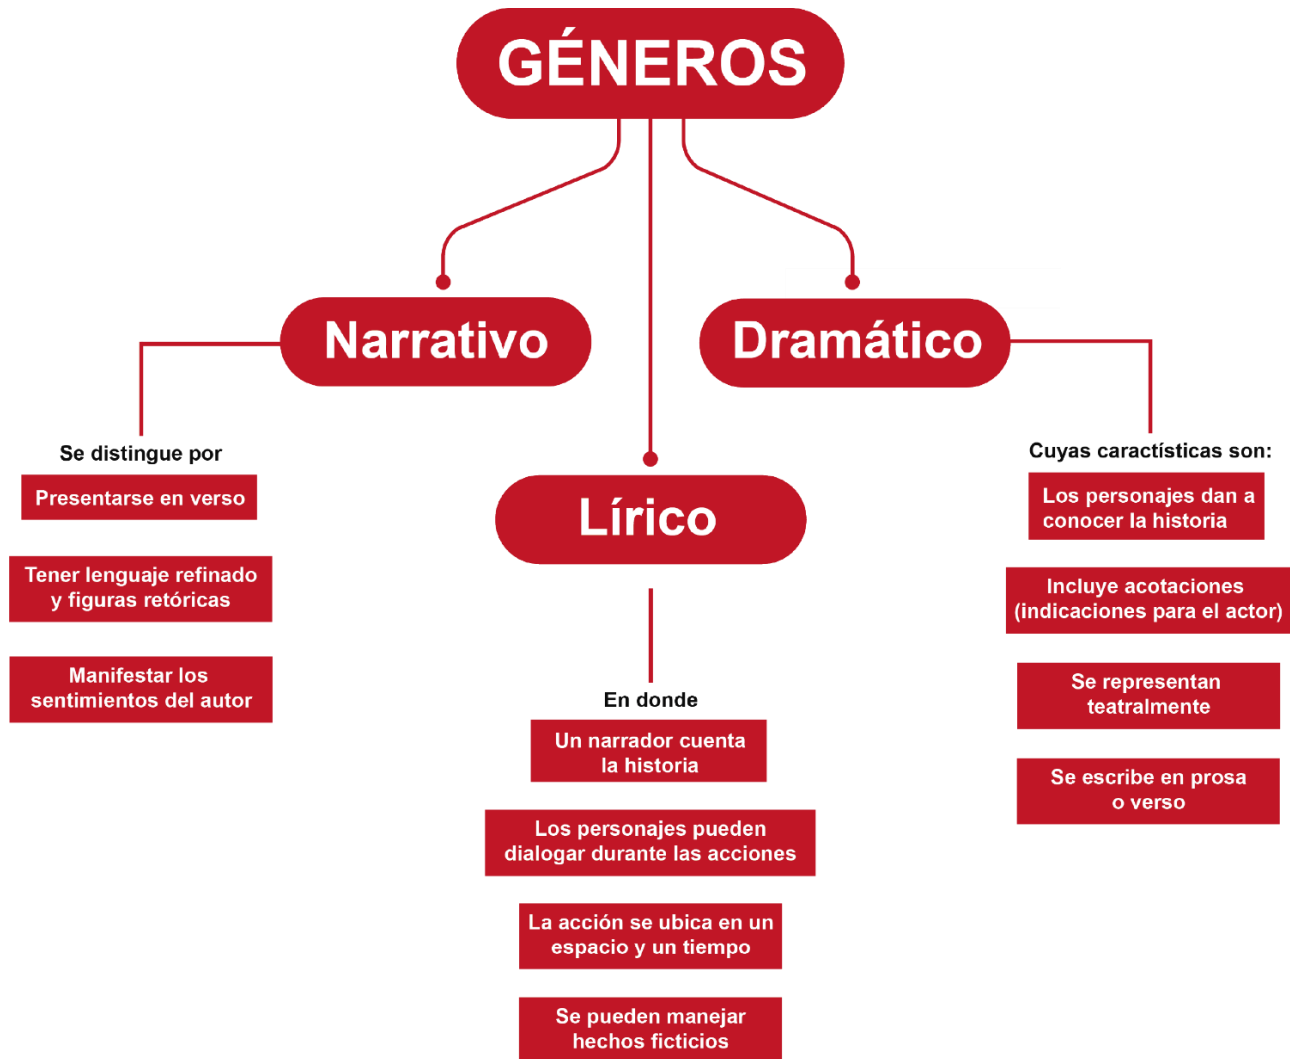 GÉNEROS
Narrativo
Se distingue por
Presentarse en verso
Tener lenguaje refinado
y figuras retóricas
Manifestar los
sentimientos del autor
Lírico
En donde
Un narrador cuenta
la historia
Los personajes pueden
dialogar durante las acciones
La acción se ubica en un
espacio y un tiempo
Se pueden manejar
hechos ficticios
Dramático
Cuyas caractísticas son:
Los personajes dan a
conocer la historia
Incluye acotaciones
(indicaciones para el actor)
Se representan
teatralmente
Se escribe en prosa
o verso